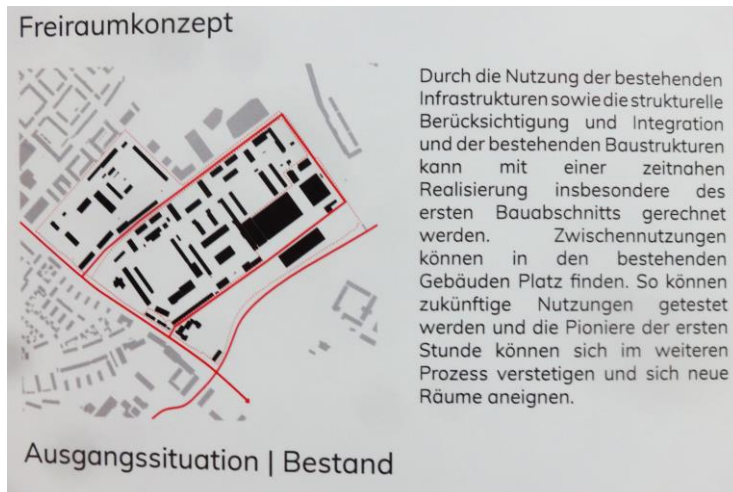 Freiraumkonzept
Durch die Nutzung der bestehenden
Infrastrukturen sowie die strukturelle
Berücksichtigung und Integration
und der bestehenden Baustrukturen
kann mit einer zeitnahen
Realisierung insbesondere des
ersten Bauabschnitts gerechnet
werden. Zwischennutzungen
können in den bestehenden
Gebäuden Platz finden. So können
zukünftige Nutzungen getestet
werden und die Pioniere der ersten
Stunde können sich im weiteren
Prozess verstetigen und sich neue
Räume aneignen.
Ausgangssituation | Bestand